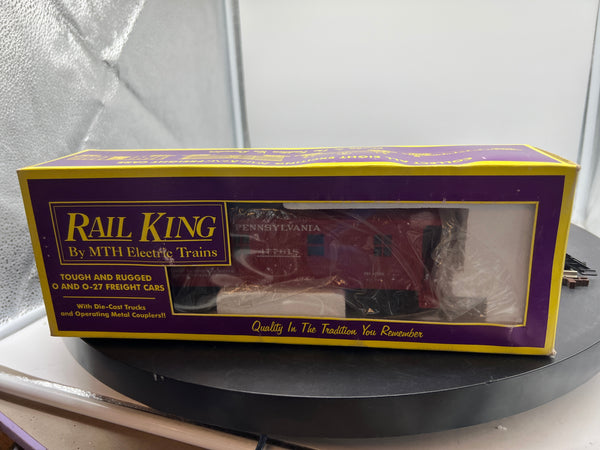 RAIL KING
By MTH Electric Trains
TOUGH AND RUGGED
O AND O-27 FREIGHT CARS
With Die-Cast Trucks
and Operating Metal Couplers!!
PENNSYLVANIA
Quality In The Tradition You Remember